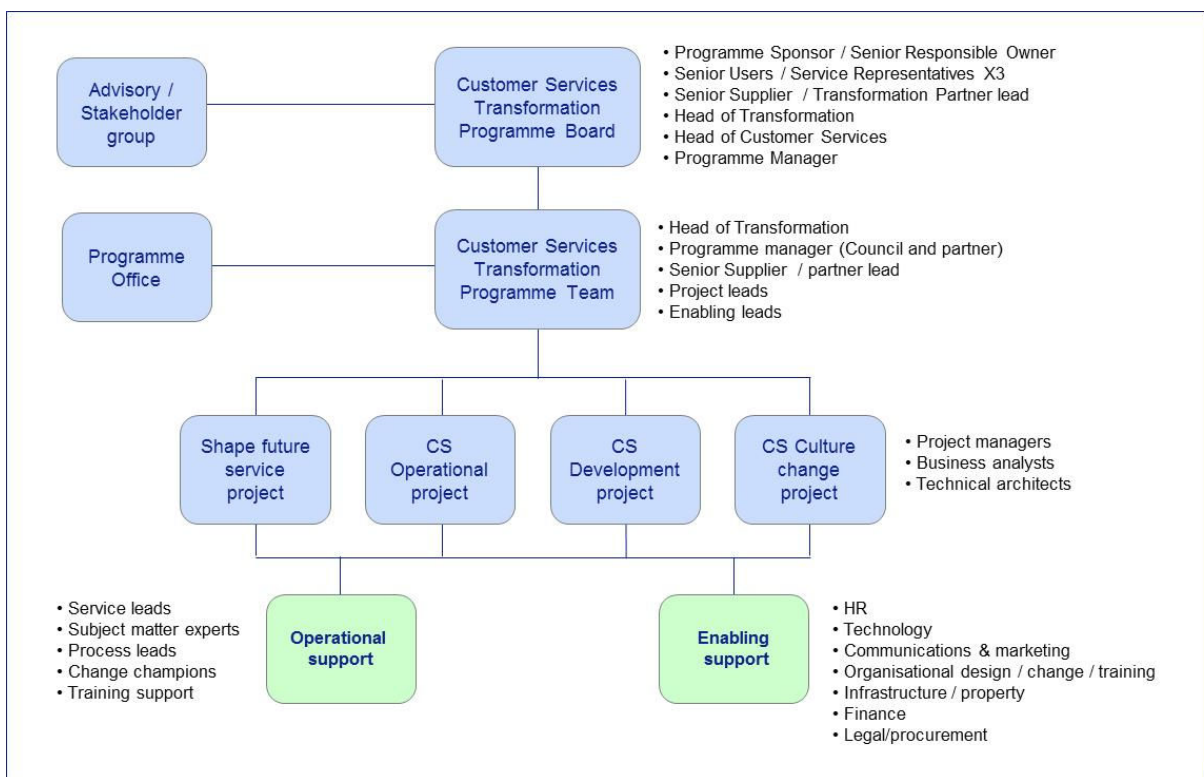 Advisory /
Stakeholder
group
Customer Services
Transformation
Programme Board
• Programme Sponsor / Senior Responsible Owner
• Senior Users / Service Representatives X3
• Senior Supplier / Transformation Partner lead
• Head of Transformation
• Head of Customer Services
• Programme Manager
Programme
Office
Customer Services
Transformation
Programme Team
• Head of Transformation
• Programme manager (Council and partner)
• Senior Supplier / partner lead
• Project leads
• Enabling leads
Shape future
service
project
CS
Operational
project
CS
Development
project
CS Culture
change
project
• Project managers
• Business analysts
• Technical architects
• Service leads
• Subject matter experts
• Process leads
• Change champions
• Training support
Operational
support
Enabling
support
• HR
• Technology
• Communications & marketing
• Organisational design / change / training
• Infrastructure / property
• Finance
• Legal/procurement